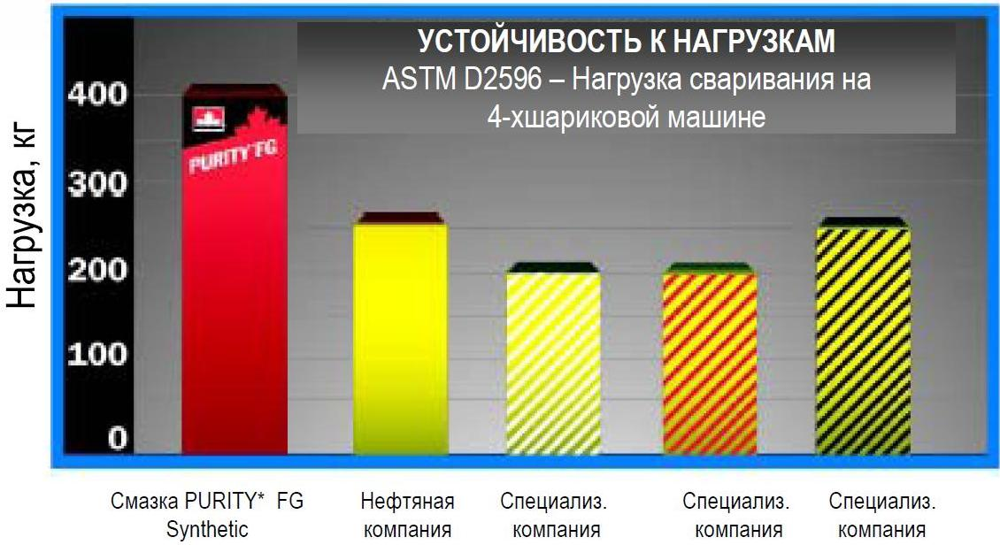 УСТОЙЧИВОСТЬ К НАГРУЗКАМ
ASTM D2596 – Нагрузка сваривания на
4-хшариковой машине
Нагрузка, кг
400
300
200
100
0
PURITY FG
Смазка PURITY* FG
Synthetic
Нефтяная
компания
Специализ.
компания
Специализ.
компания
Специализ.
компания